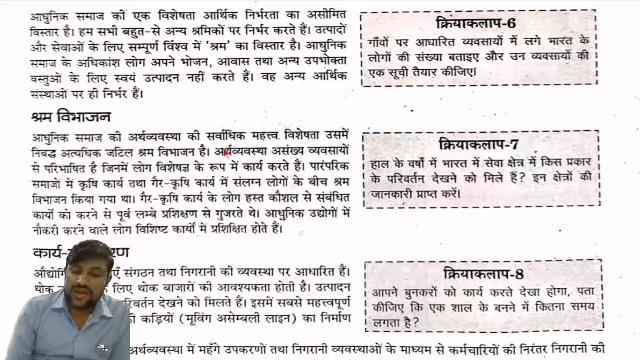 आधुनिक समाज की एक विशेषता आर्थिक निर्भरता का असीमित
विस्तार है। हम सभी बहुत-से अन्य श्रमिकों पर निर्भर करते हैं। उत्पादों
और सेवाओं के लिए सम्पूर्ण विश्व में 'श्रम' का विस्तार है। आधुनिक
समाज के अधिकांश लोग अपने भोजन, आवास तथा अन्य उपभोक्ता
वस्तुओं के लिए स्वयं उत्पादन नहीं करते हैं। वह अन्य आर्थिक
संस्थाओं पर ही निर्भर हैं।
श्रम विभाजन
आधुनिक समाज की अर्थव्यवस्था की सर्वाधिक महत्त्व विशेषता उसमें
निबद्ध अत्यधिक जटिल श्रम विभाजन है। अर्थव्यवस्था असंख्य व्यवसायों
से परिभाषित है जिनमें लोग विशेषज्ञ के रूप में कार्य करते हैं। पारंपरिक
समाजों में कृषि कार्य तथा गैर-कृषि कार्य में संलग्न लोगों के बीच श्रम
विभाजन किया गया था। गैर-कृषि कार्य के लोग हस्त कौशल से संबंधित
कार्यों को करने से पूर्व लम्बे प्रशिक्षण से गुजरते थे। आधुनिक उद्योगों में
नौकरी करने वाले लोग विशिष्ट कार्यों में प्रशिक्षित होते हैं।
कार्य-
औद्योगि संगठन तथा निगरानी की व्यवस्था पर आधारित हैं।
थोक के लिए थोक बाजारों की आवश्यकता होती है। उत्पादन
परिवर्तन देखने को मिलते हैं। इसमें सबसे महत्त्वपूर्ण
की कड़ियों (मूविंग असेम्बली लाइन) का निर्माण
अर्थव्यवस्था में महँगे उपकरणों तथा निगरानी व्यवस्थाओं के माध्यम से कर्मचारियों की निरंतर निगरानी की
क्रियाकलाप-6
गाँवों पर आधारित व्यवसायों में लगे भारत के
लोगों की संख्या बताइए और उन व्यवसायों की
एक सूची तैयार कीजिए।
क्रियाकलाप-7
हाल के वर्षों में भारत में सेवा क्षेत्र में किस प्रकार
के परिवर्तन देखने को मिले हैं? इन क्षेत्रों की
जानकारी प्राप्त करें।
क्रियाकलाप-8
आपने बुनकरों को कार्य करते देखा होगा, पता
कीजिए कि एक शाल के बनने में कितना समय
लगता है?